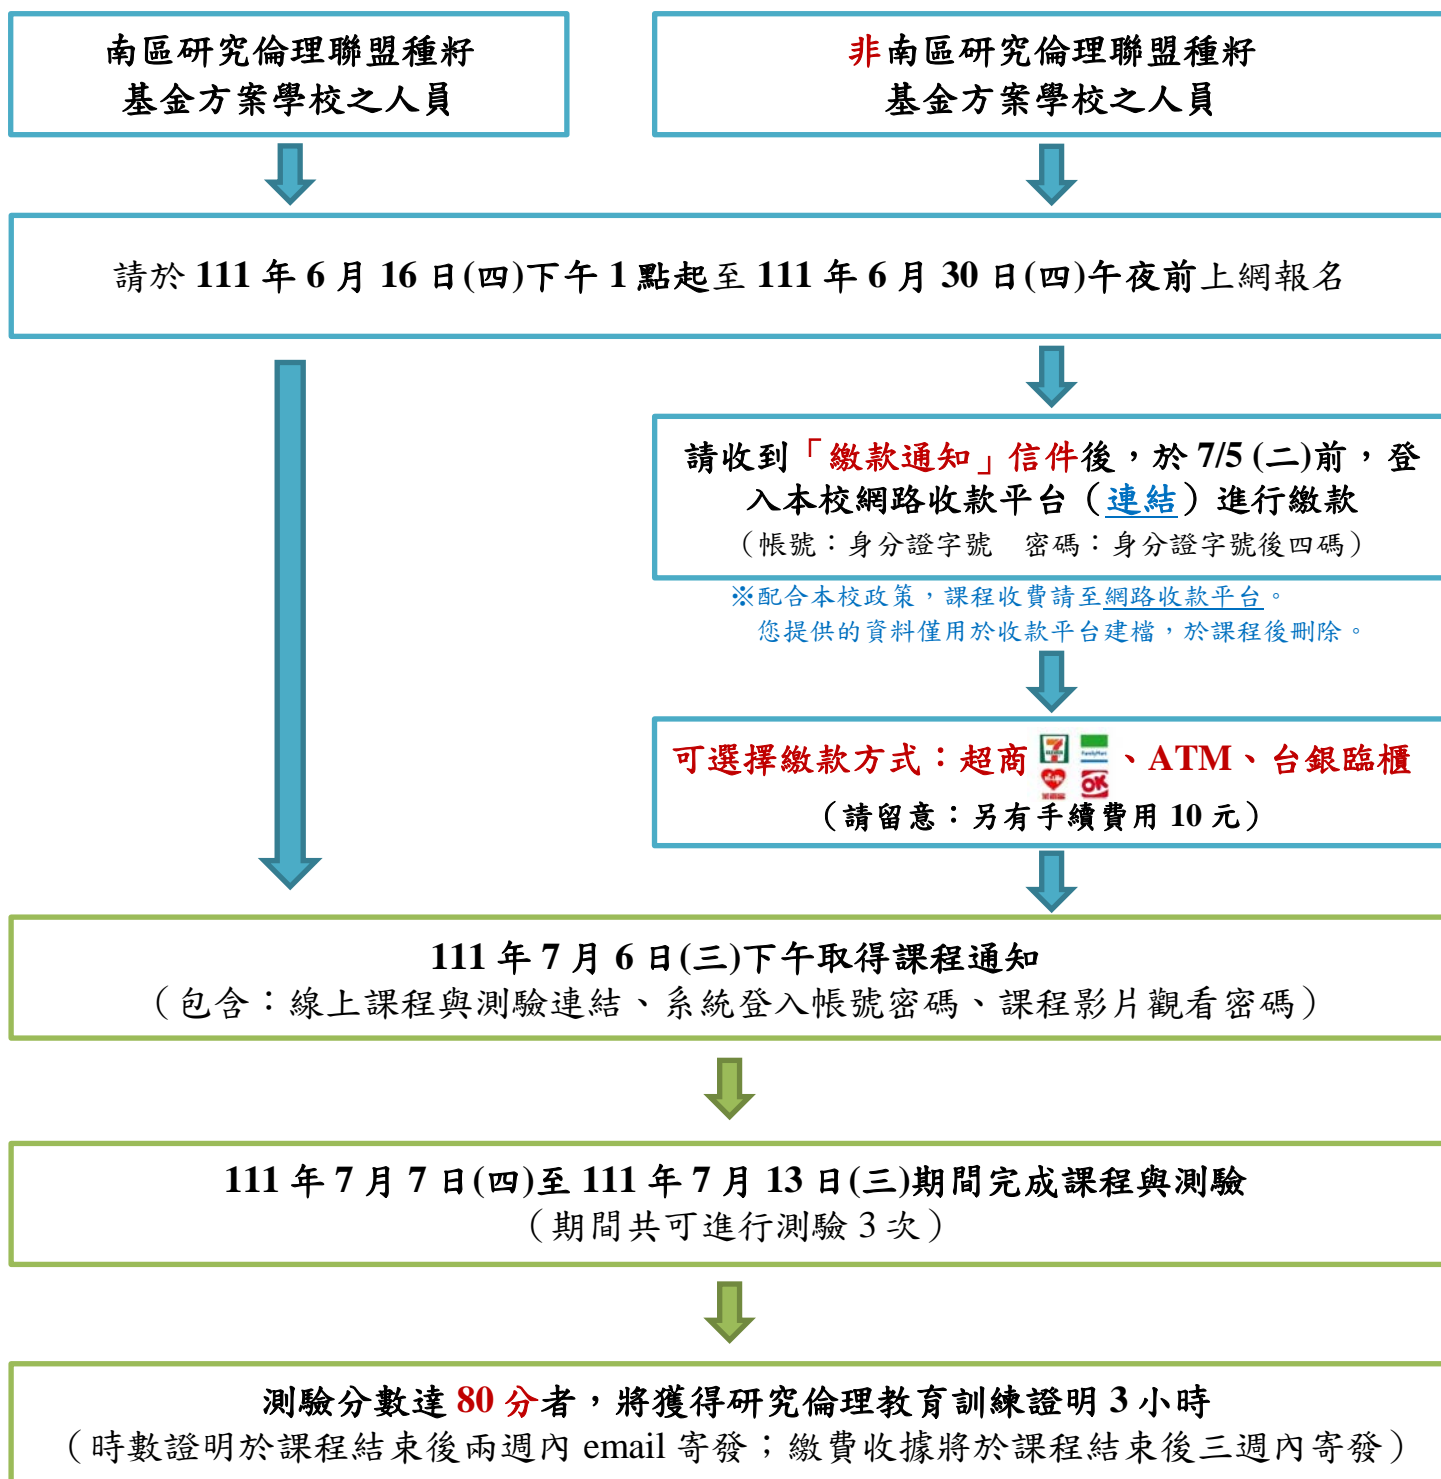 南區研究倫理聯盟種籽
基金方案學校之人員
非南區研究倫理聯盟種籽
基金方案學校之人員
請於 111 年 6 月 16 日(四)下午 1 點起至 111 年 6 月 30 日(四)午夜前上網報名
請收到「繳款通知」信件後，於 7/5 (二)前，登
入本校網路收款平台（連結）進行繳款
（帳號：身分證字號　密碼：身分證字號後四碼）
※配合本校政策，課程收費請至網路收款平台。
您提供的資料僅用於收款平台建檔，於課程後刪除。
可選擇繳款方式：超商 7 FamilyMart OK 、ATM、台銀臨櫃
（請留意：另有手續費用 10 元）
111 年 7 月 6 日(三)下午取得課程通知
（包含：線上課程與測驗連結、系統登入帳號密碼、課程影片觀看密碼）
111 年 7 月 7 日(四)至 111 年 7 月 13 日(三)期間完成課程與測驗
（期間共可進行測驗 3 次）
測驗分數達 80 分者，將獲得研究倫理教育訓練證明 3 小時
（時數證明於課程結束後兩週內 email 寄發；繳費收據將於課程結束後三週內寄發）